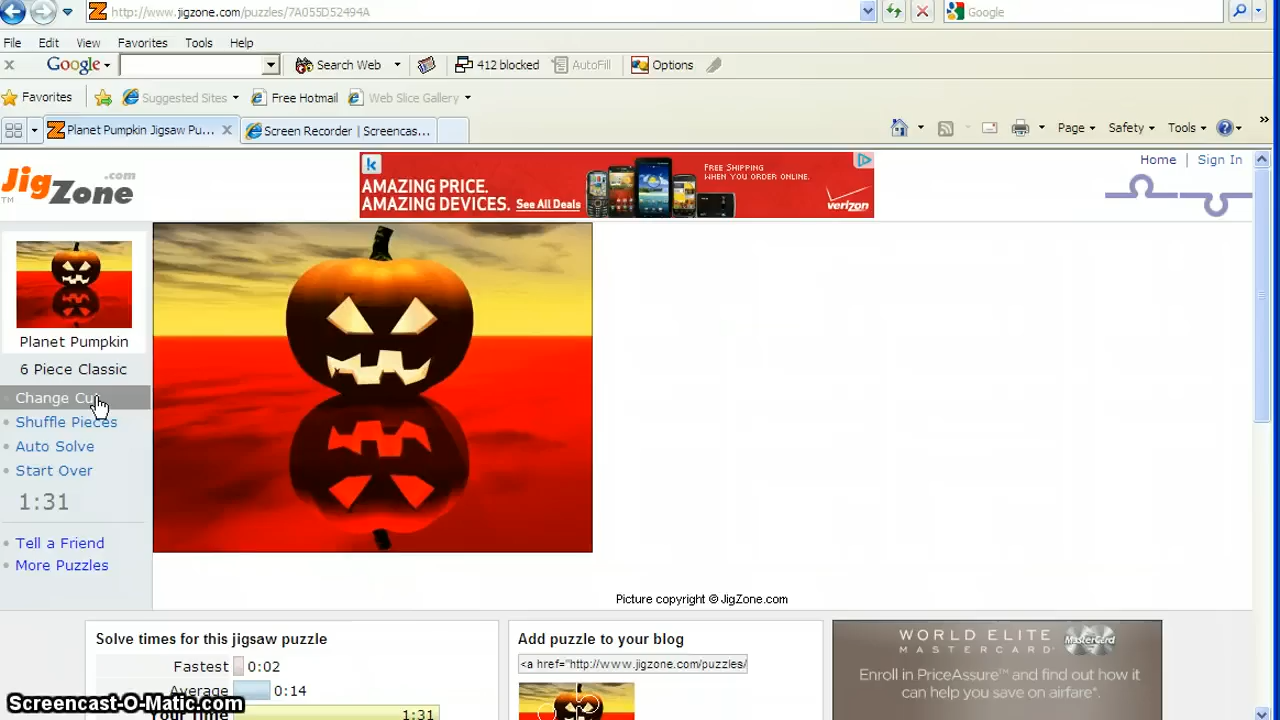 http://www.jigzone.com/puzzles/7A055D52494A
Google
File Edit View Favorites Tools Help
x Google Search Web 412 blocked AutoFill Options
Favorites Suggested Sites Free Hotmail Web Slice Gallery
Planet Pumpkin Jigsaw Pu... Screen Recorder | Screencas... Page Safety Tools
Home | Sign In
JigZone .com
TM
k AMAZING PRICE.
AMAZING DEVICES. See All Deals
FREE SHIPPING
WHEN YOU ORDER ONLINE.
verizon
Planet Pumpkin
6 Piece Classic
Change Cu
Shuffle Pieces
Auto Solve
Start Over
1:31
Tell a Friend
More Puzzles
Picture copyright © JigZone.com
Solve times for this jigsaw puzzle
Fastest 0:02
Average 0:14
Your Time 1:31
Add puzzle to your blog
<a href="http://www.jigzone.com/puzzles/
WORLD ELITE
MASTERCARD
MasterCard
Enroll in PriceAssure™ and find out how it
can help you save on airfare*.
Screencast-O-Matic.com